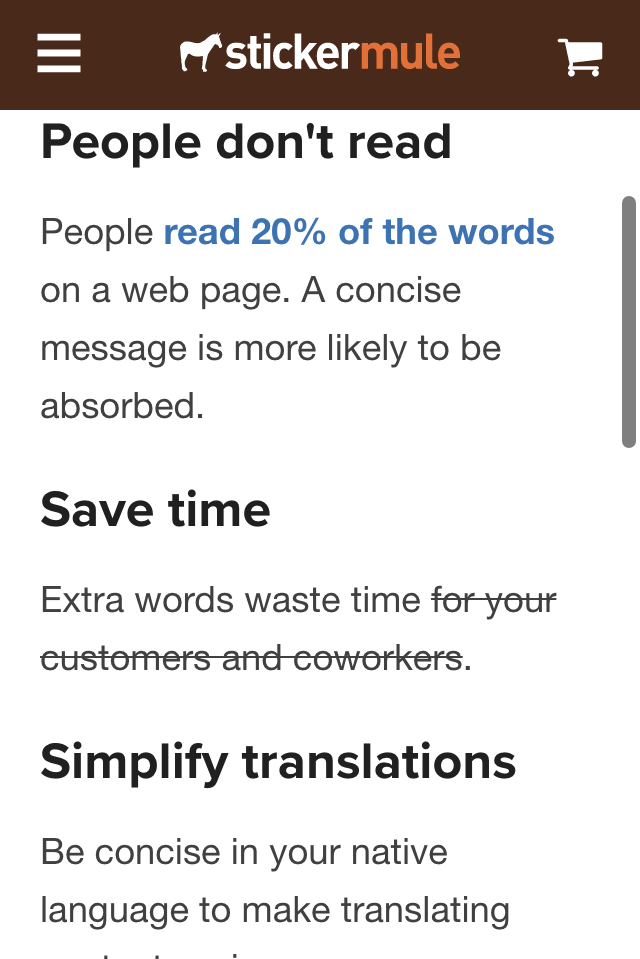 stickermule
People don't read
People read 20% of the words
on a web page. A concise
message is more likely to be
absorbed.
Save time
Extra words waste time for your
customers and coworkers.
Simplify translations
Be concise in your native
language to make translating